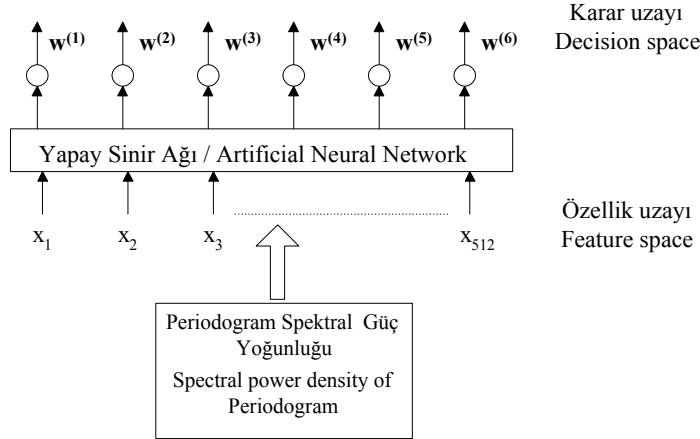 Karar uzayı
Decision space
w(1) w(2) w(3) w(4) w(5) w(6)
Yapay Sinir Ağı / Artificial Neural Network
x1 x2 x3 x512
Özellik uzayı
Feature space
Periodogram Spektral Güç
Yoğunluğu
Spectral power density of
Periodogram